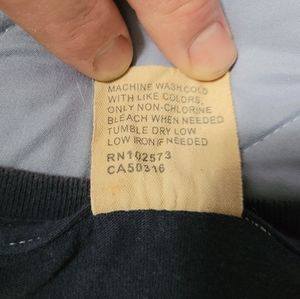 MACHINE WASH COLD
WITH LIKE COLORS,
ONLY NON-CHLORINE
BLEACH WHEN NEEDED
TUMBLE DRY LOW
LOW IRON IF NEEDED
RN102573
CA50316